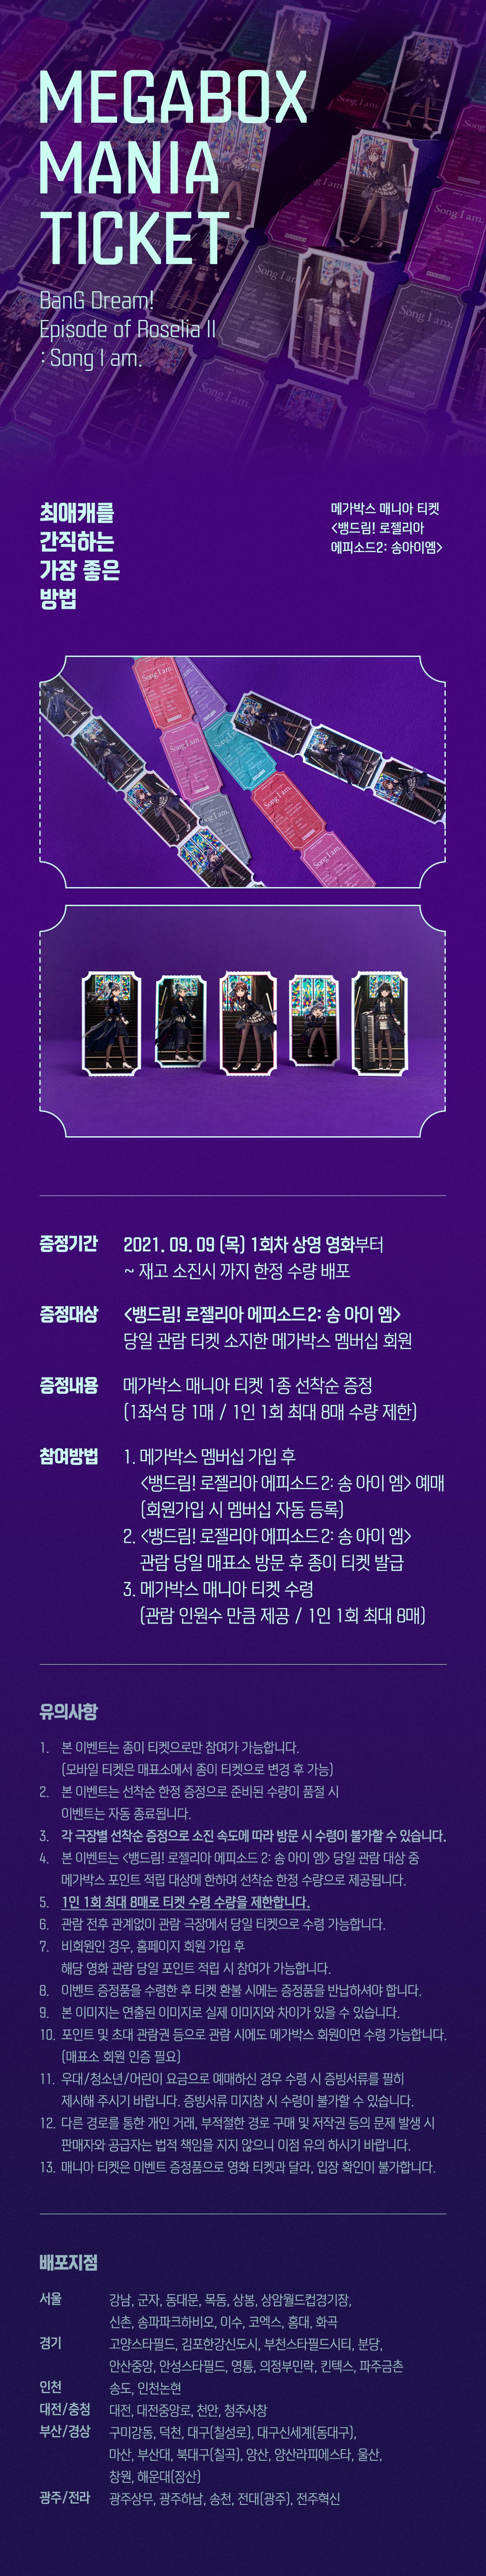 MEGABOX
MANIA
TICKET
BanG Dream!
Episode of Roselia II
: Song I am.
최애캐를
간직하는
가장 좋은
방법
메가박스 매니아 티켓
<뱅드림! 로젤리아
에피소드2: 송아이엠>
증정기간
2021. 09. 09 (목) 1회차 상영 영화부터
~ 재고 소진시 까지 한정 수량 배포
증정대상
<뱅드림! 로젤리아 에피소드2: 송 아이 엠>
당일 관람 티켓 소지한 메가박스 멤버십 회원
증정내용
메가박스 매니아 티켓 1종 선착순 증정
(1좌석 당 1매 / 1인 1회 최대 8매 수량 제한)
참여방법
1. 메가박스 멤버십 가입 후
<뱅드림! 로젤리아 에피소드2: 송 아이 엠> 예매
(회원가입 시 멤버십 자동 등록)
2. <뱅드림! 로젤리아 에피소드2: 송 아이 엠>
관람 당일 매표소 방문 후 종이 티켓 발급
3. 메가박스 매니아 티켓 수령
(관람 인원수 만큼 제공 / 1인 1회 최대 8매)
유의사항
1. 본 이벤트는 종이 티켓으로만 참여가 가능합니다.
(모바일 티켓은 매표소에서 종이 티켓으로 변경 후 가능)
2. 본 이벤트는 선착순 한정 증정으로 준비된 수량이 품절 시
이벤트는 자동 종료됩니다.
3. 각 극장별 선착순 증정으로 소진 속도에 따라 방문 시 수령이 불가할 수 있습니다.
4. 본 이벤트는 <뱅드림! 로젤리아 에피소드 2: 송 아이 엠> 당일 관람 대상 중
메가박스 포인트 적립 대상에 한하여 선착순 한정 수량으로 제공됩니다.
5. 1인 1회 최대 8매로 티켓 수령 수량을 제한합니다.
6. 관람 전후 관계없이 관람 극장에서 당일 티켓으로 수령 가능합니다.
7. 비회원인 경우, 홈페이지 회원 가입 후
해당 영화 관람 당일 포인트 적립 시 참여가 가능합니다.
8. 이벤트 증정품을 수령한 후 티켓 환불 시에는 증정품을 반납하셔야 합니다.
9. 본 이미지는 연출된 이미지로 실제 이미지와 차이가 있을 수 있습니다.
10. 포인트 및 초대 관람권 등으로 관람 시에도 메가박스 회원이면 수령 가능합니다.
(매표소 회원 인증 필요)
11. 우대/청소년/어린이 요금으로 예매하신 경우 수령 시 증빙서류를 필히
제시해 주시기 바랍니다. 증빙서류 미지참 시 수령이 불가할 수 있습니다.
12. 다른 경로를 통한 개인 거래, 부적절한 경로 구매 및 저작권 등의 문제 발생 시
판매자와 공급자는 법적 책임을 지지 않으니 이점 유의 하시기 바랍니다.
13. 매니아 티켓은 이벤트 증정품으로 영화 티켓과 달라, 입장 확인이 불가합니다.
배포지점
서울
강남, 군자, 동대문, 목동, 상봉, 상암월드컵경기장,
신촌, 송파파크하비오, 이수, 코엑스, 홍대, 화곡
경기
고양스타필드, 김포한강신도시, 부천스타필드시티, 분당,
안산중앙, 안성스타필드, 영통, 의정부민락, 킨텍스, 파주금촌
인천
송도, 인천논현
대전/충청
대전, 대전중앙로, 천안, 청주사창
부산/경상
구미강동, 덕천, 대구(칠성로), 대구신세계(동대구),
마산, 부산대, 북대구(칠곡), 양산, 양산라피에스타, 울산,
창원, 해운대(장산)
광주/전라
광주상무, 광주하남, 송천, 전대(광주), 전주혁신